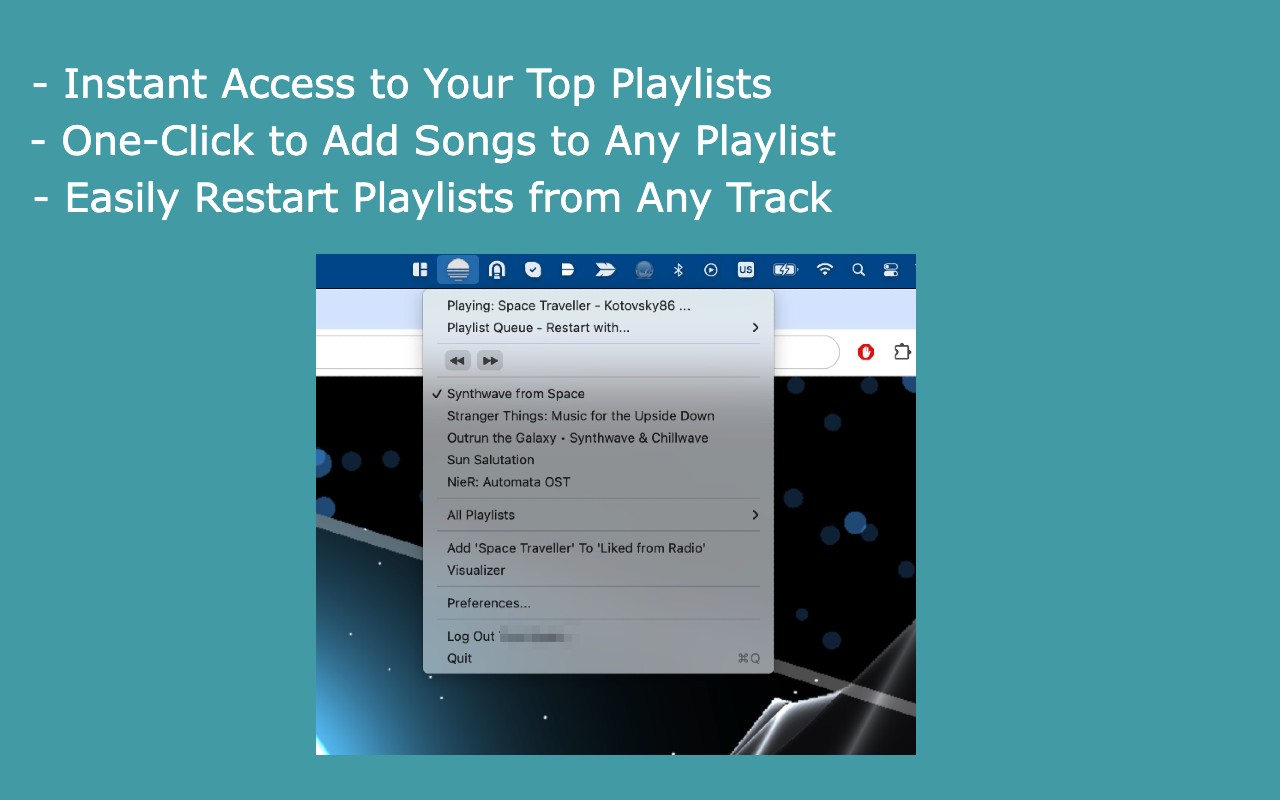 - Instant Access to Your Top Playlists
- One-Click to Add Songs to Any Playlist
- Easily Restart Playlists from Any Track
US
Playing: Space Traveller - Kotovsky86 ...
Playlist Queue - Restart with...
Synthwave from Space
Stranger Things: Music for the Upside Down
Outrun the Galaxy • Synthwave & Chillwave
Sun Salutation
NieR: Automata OST
All Playlists
Add 'Space Traveller' To 'Liked from Radio'
Visualizer
Preferences...
Log Out
Quit ⌘Q